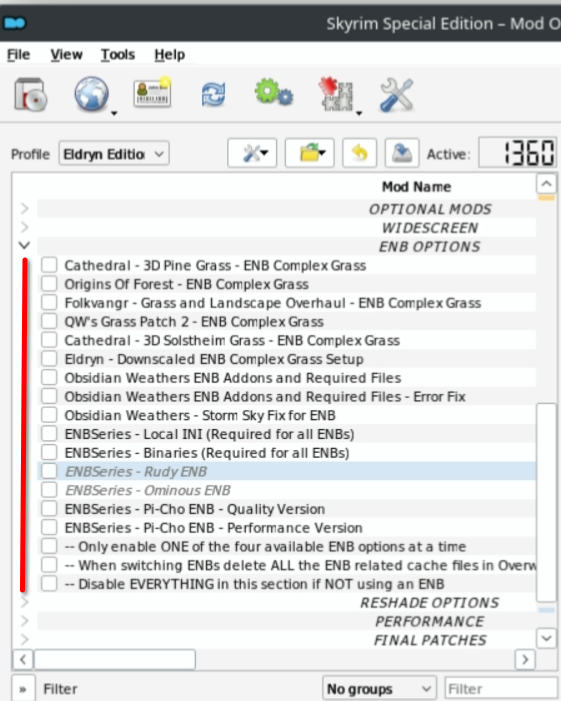 Skyrim Special Edition – Mod O
File View Tools Help
Profile Eldryn Editio Active: 1360
Mod Name
OPTIONAL MODS
WIDESCREEN
ENB OPTIONS
Cathedral - 3D Pine Grass - ENB Complex Grass
Origins Of Forest - ENB Complex Grass
Folkvangr - Grass and Landscape Overhaul - ENB Complex Grass
QW's Grass Patch 2 - ENB Complex Grass
Cathedral - 3D Solstheim Grass - ENB Complex Grass
Eldryn - Downscaled ENB Complex Grass Setup
Obsidian Weathers ENB Addons and Required Files
Obsidian Weathers ENB Addons and Required Files - Error Fix
Obsidian Weathers - Storm Sky Fix for ENB
ENBSeries - Local INI (Required for all ENBs)
ENBSeries - Binaries (Required for all ENBs)
ENBSeries - Rudy ENB
ENBSeries - Ominous ENB
ENBSeries - Pi-Cho ENB - Quality Version
ENBSeries - Pi-Cho ENB - Performance Version
-- Only enable ONE of the four available ENB options at a time
-- When switching ENBs delete ALL the ENB related cache files in Overw
-- Disable EVERYTHING in this section if NOT using an ENB
RESHADE OPTIONS
PERFORMANCE
FINAL PATCHES
» Filter No groups Filter